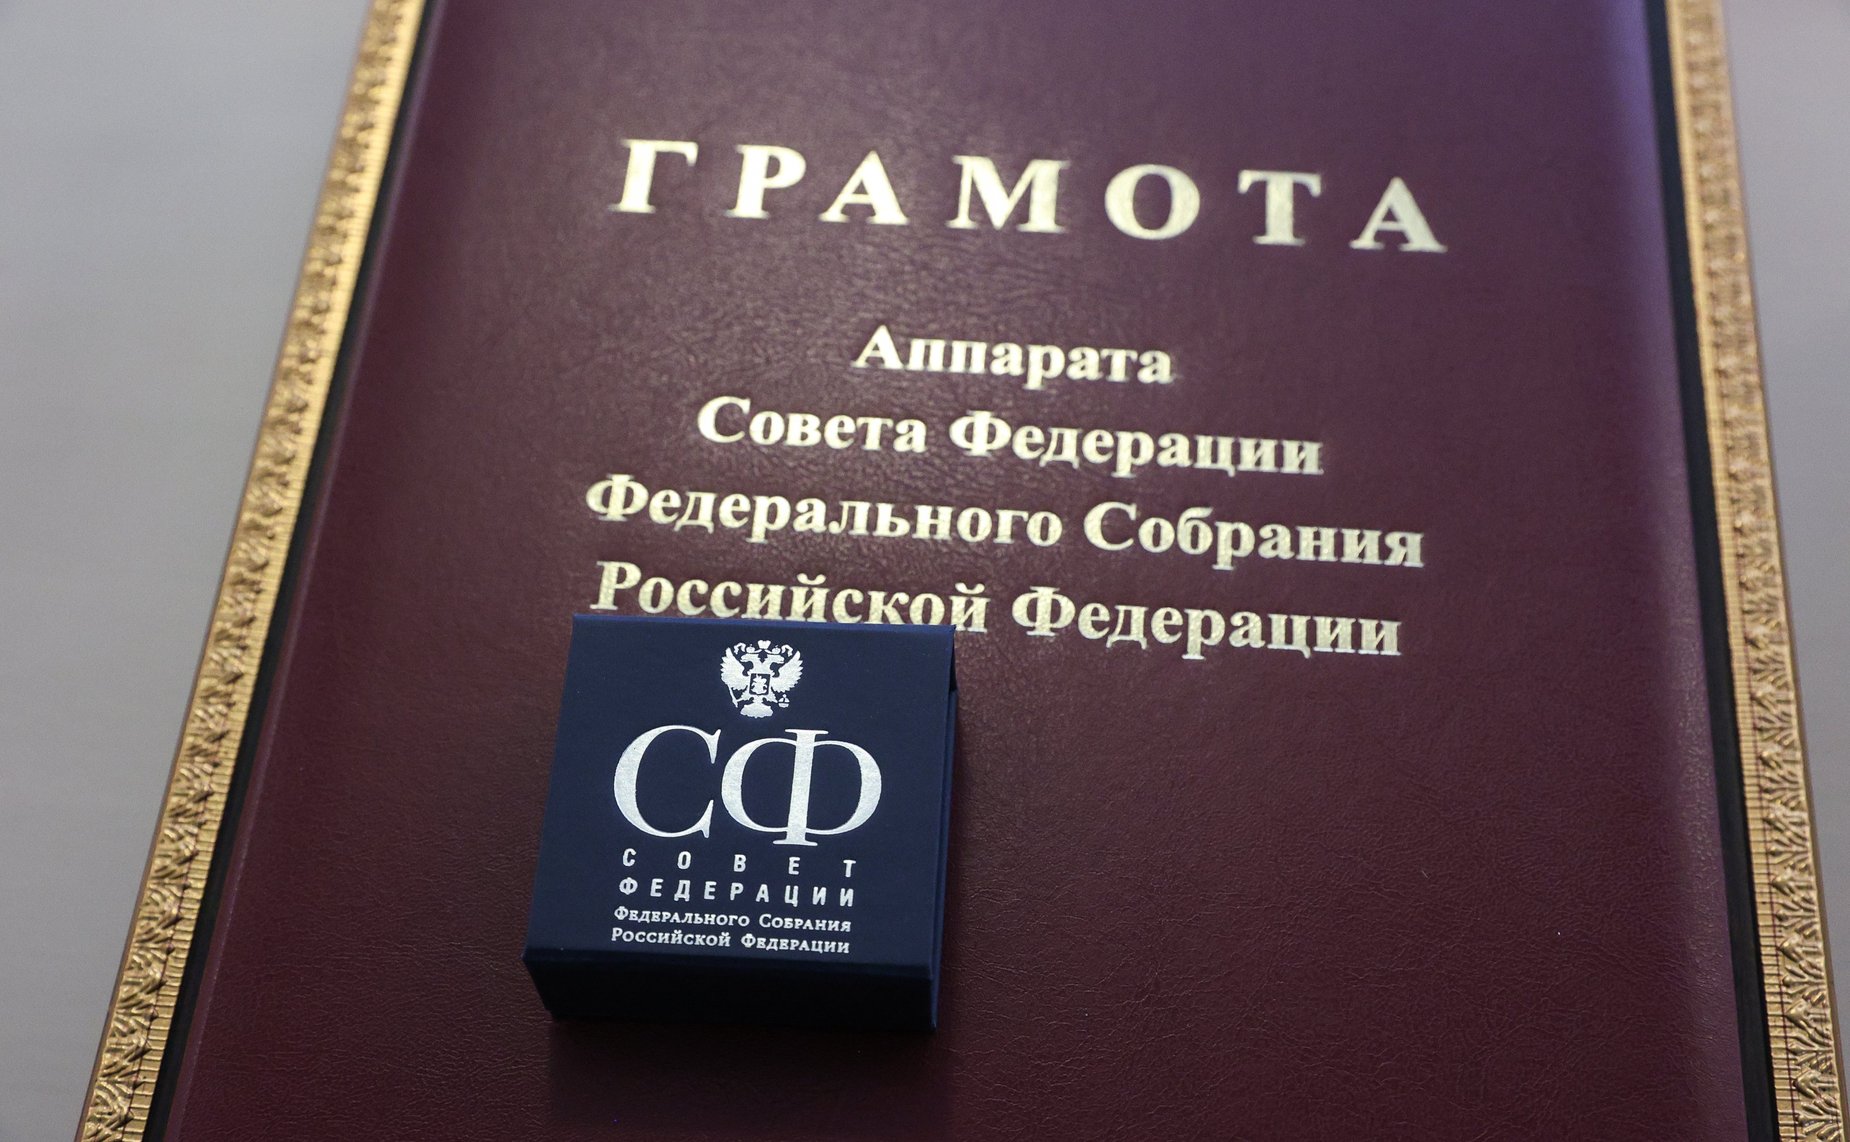 ГРАМОТА
Аппарата
Совета Федерации
Федерального Собрания
Российской Федерации
СФ
СОВЕТ
ФЕДЕРАЦИИ
Федерального Собрания
Российской Федерации